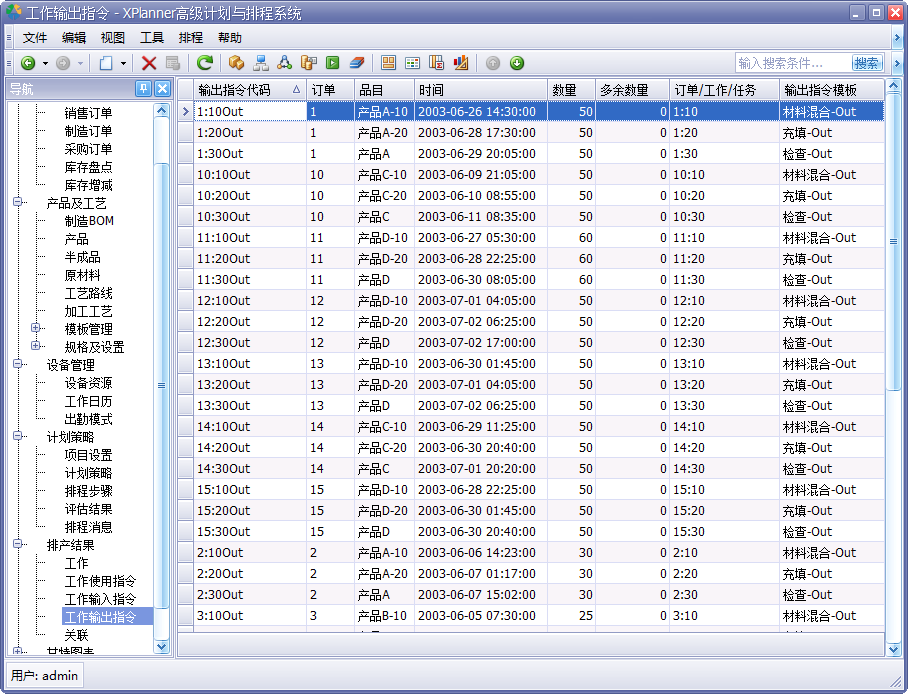 工作输出指令 - XPlanner高级计划与排程系统
文件 编辑 视图 工具 排程 帮助
输入搜索条件... 搜索
导航
销售订单
制造订单
采购订单
库存盘点
库存增减
产品及工艺
制造BOM
产品
半成品
原材料
工艺路线
加工工艺
模板管理
规格及设置
设备管理
设备资源
工作日历
出勤模式
计划策略
项目设置
计划策略
排程步骤
评估结果
排程消息
排产结果
工作
工作使用指令
工作输入指令
工作输出指令
关联
甘特图表
输出指令代码 订单 品目 时间 数量 多余数量 订单/工作/任务 输出指令模板
1:10Out 1 产品A-10 2003-06-26 14:30:00 50 0 1:10 材料混合-Out
1:20Out 1 产品A-20 2003-06-28 17:30:00 50 0 1:20 充填-Out
1:30Out 1 产品A 2003-06-29 20:05:00 50 0 1:30 检查-Out
10:10Out 10 产品C-10 2003-06-09 21:05:00 50 0 10:10 材料混合-Out
10:20Out 10 产品C-20 2003-06-10 08:55:00 50 0 10:20 充填-Out
10:30Out 10 产品C 2003-06-11 08:35:00 50 0 10:30 检查-Out
11:10Out 11 产品D-10 2003-06-27 05:30:00 60 0 11:10 材料混合-Out
11:20Out 11 产品D-20 2003-06-28 22:25:00 60 0 11:20 充填-Out
11:30Out 11 产品D 2003-06-30 08:05:00 60 0 11:30 检查-Out
12:10Out 12 产品D-10 2003-07-01 04:05:00 50 0 12:10 材料混合-Out
12:20Out 12 产品D-20 2003-07-02 06:25:00 50 0 12:20 充填-Out
12:30Out 12 产品D 2003-07-02 17:00:00 50 0 12:30 检查-Out
13:10Out 13 产品D-10 2003-06-30 01:45:00 50 0 13:10 材料混合-Out
13:20Out 13 产品D-20 2003-07-01 04:05:00 50 0 13:20 充填-Out
13:30Out 13 产品D 2003-07-02 06:25:00 50 0 13:30 检查-Out
14:10Out 14 产品C-10 2003-06-29 11:25:00 50 0 14:10 材料混合-Out
14:20Out 14 产品C-20 2003-06-30 20:40:00 50 0 14:20 充填-Out
14:30Out 14 产品C 2003-07-01 20:20:00 50 0 14:30 检查-Out
15:10Out 15 产品D-10 2003-06-28 22:25:00 50 0 15:10 材料混合-Out
15:20Out 15 产品D-20 2003-06-30 01:45:00 50 0 15:20 充填-Out
15:30Out 15 产品D 2003-06-30 20:40:00 50 0 15:30 检查-Out
2:10Out 2 产品A-10 2003-06-06 14:23:00 30 0 2:10 材料混合-Out
2:20Out 2 产品A-20 2003-06-07 01:17:00 30 0 2:20 充填-Out
2:30Out 2 产品A 2003-06-07 15:02:00 30 0 2:30 检查-Out
3:10Out 3 产品B-10 2003-06-05 07:30:00 25 0 3:10 材料混合-Out
用户: admin